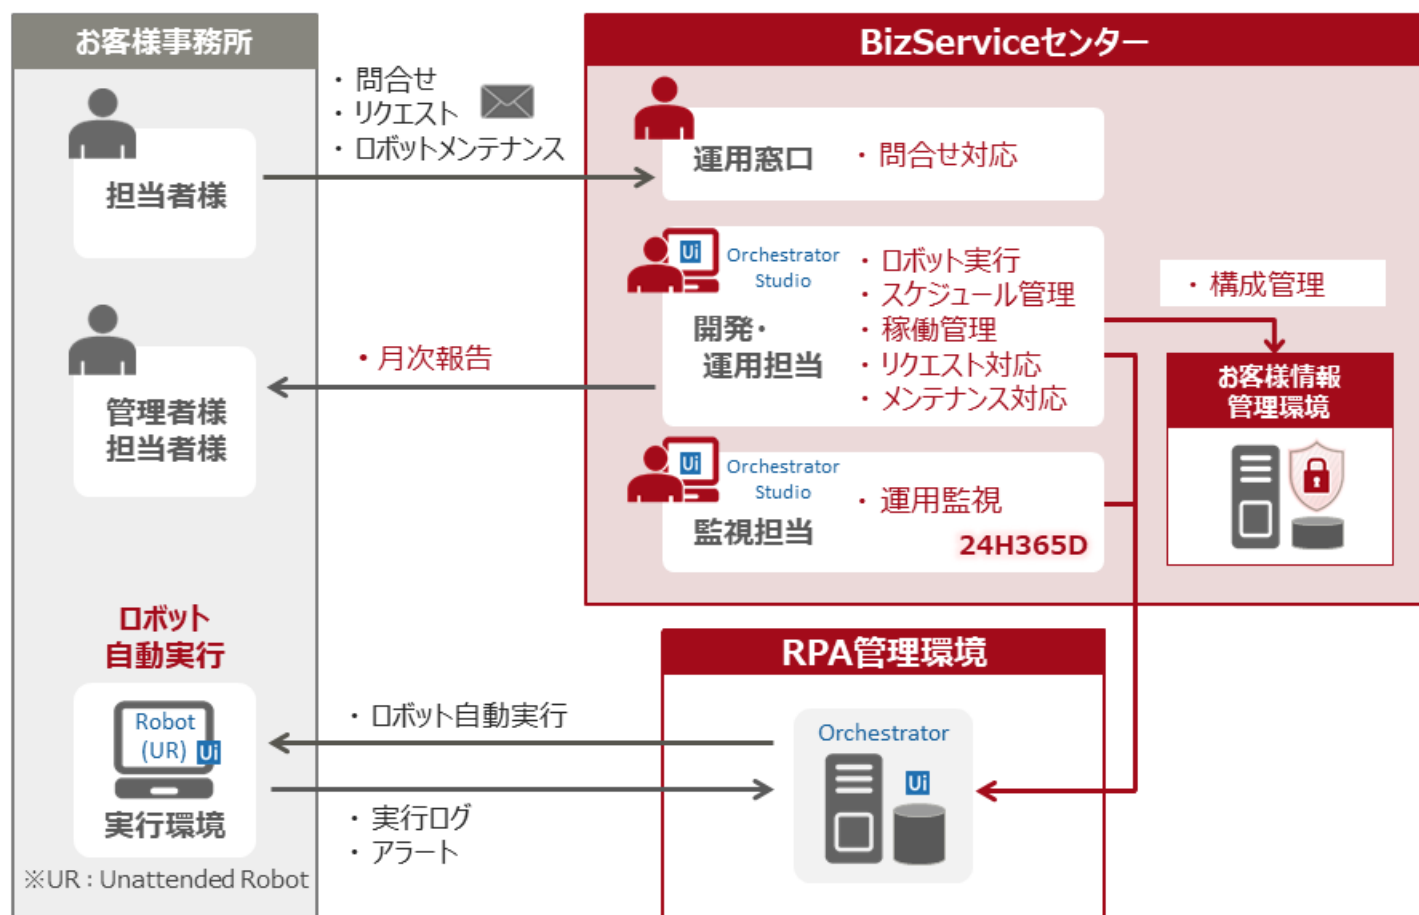 お客様事務所
・問合せ
・リクエスト
・ロボットメンテナンス
担当者様
・月次報告
管理者様
担当者様
ロボット
自動実行
Robot
(UR)
Ui
実行環境
※UR：Unattended Robot
・ロボット自動実行
・実行ログ
・アラート
BizServiceセンター
運用窓口
・問合せ対応
Ui
Orchestrator
Studio
開発・
運用担当
・ロボット実行
・スケジュール管理
・稼働管理
・リクエスト対応
・メンテナンス対応
Ui
Orchestrator
Studio
監視担当
・運用監視
24H365D
・構成管理
お客様情報
管理環境
RPA管理環境
Orchestrator
Ui